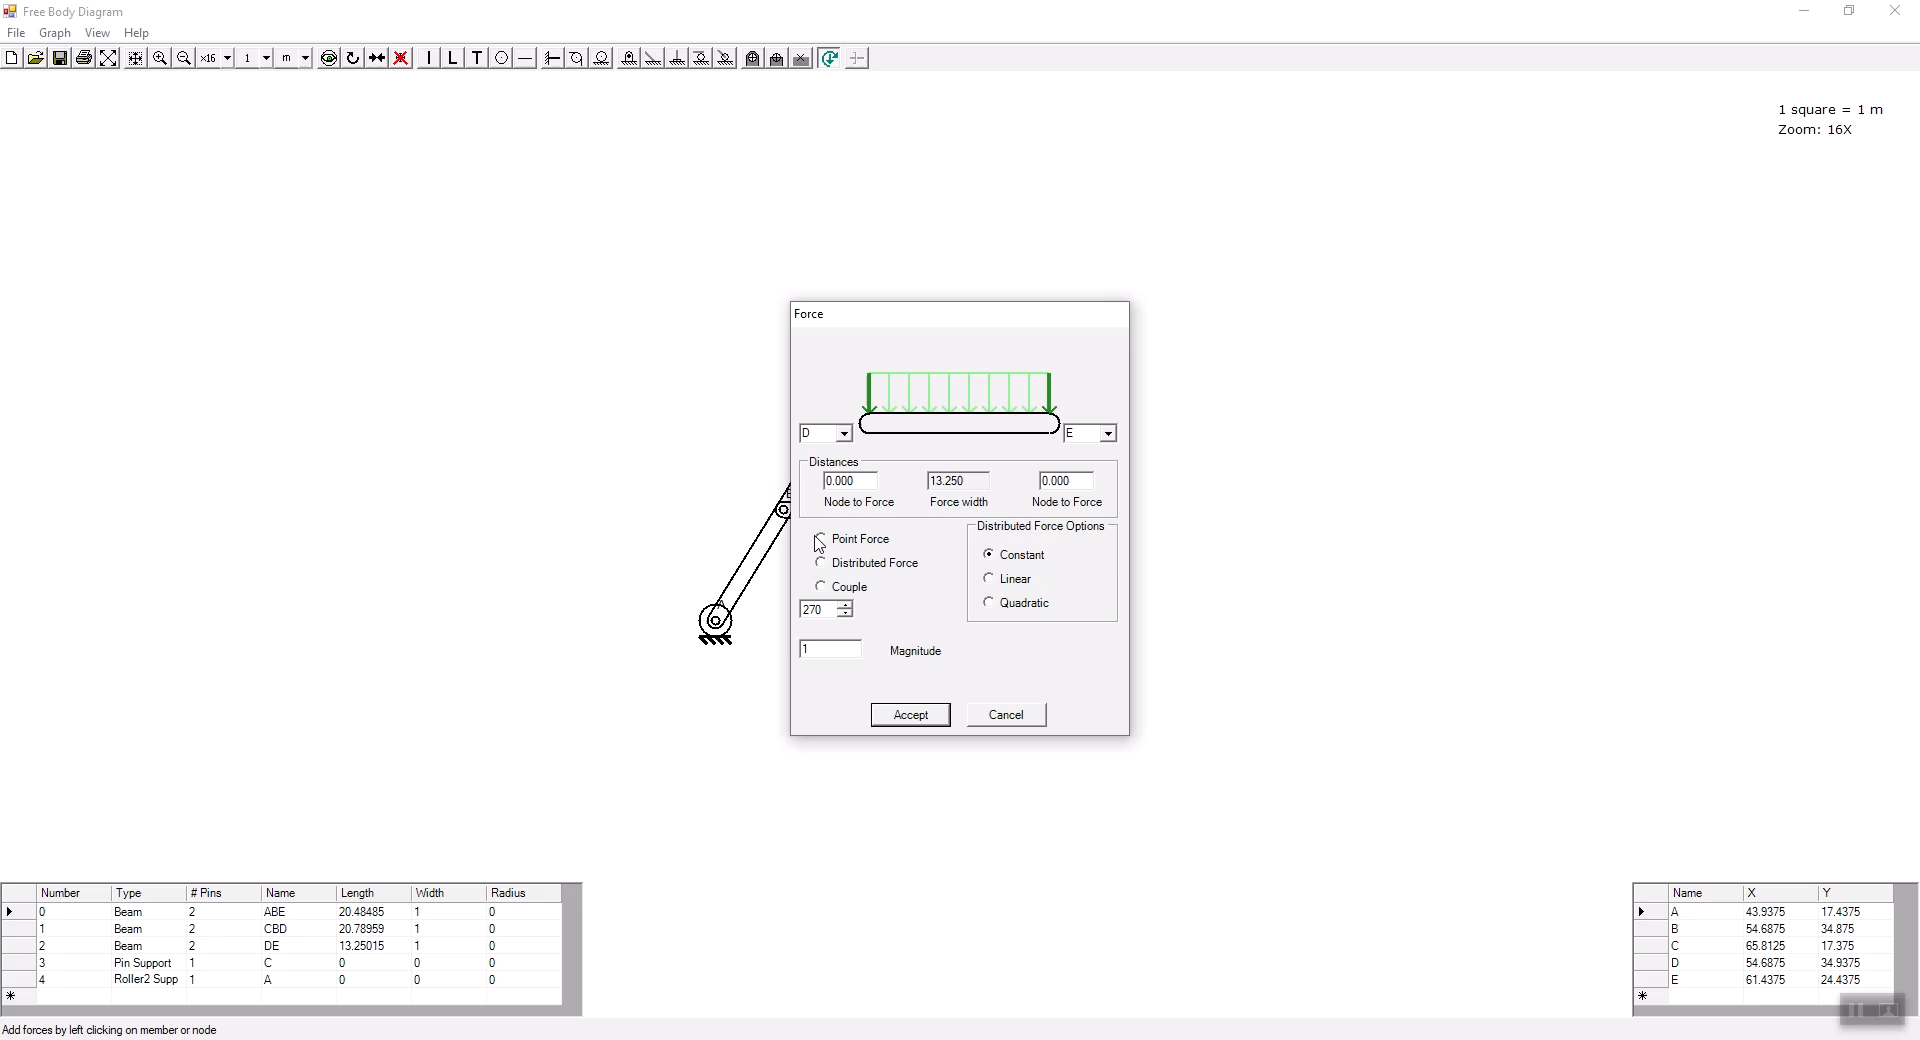 Free Body Diagram
File Graph View Help
x16 1 m
1 square = 1 m
Zoom: 16X
Force
D E
Distances
0.000 13.250 0.000
Node to Force Force width Node to Force
Point Force
Distributed Force
Couple
270
Distributed Force Options
Constant
Linear
Quadratic
1 Magnitude
Accept Cancel
A
Number Type # Pins Name Length Width Radius
0 Beam 2 ABE 20.48485 1 0
1 Beam 2 CBD 20.78959 1 0
2 Beam 2 DE 13.25015 1 0
3 Pin Support 1 C 0 0 0
4 Roller2 Supp 1 A 0 0 0
Name X Y
A 43.9375 17.4375
B 54.6875 34.875
C 65.8125 17.375
D 54.6875 34.9375
E 61.4375 24.4375
Add forces by left clicking on member or node